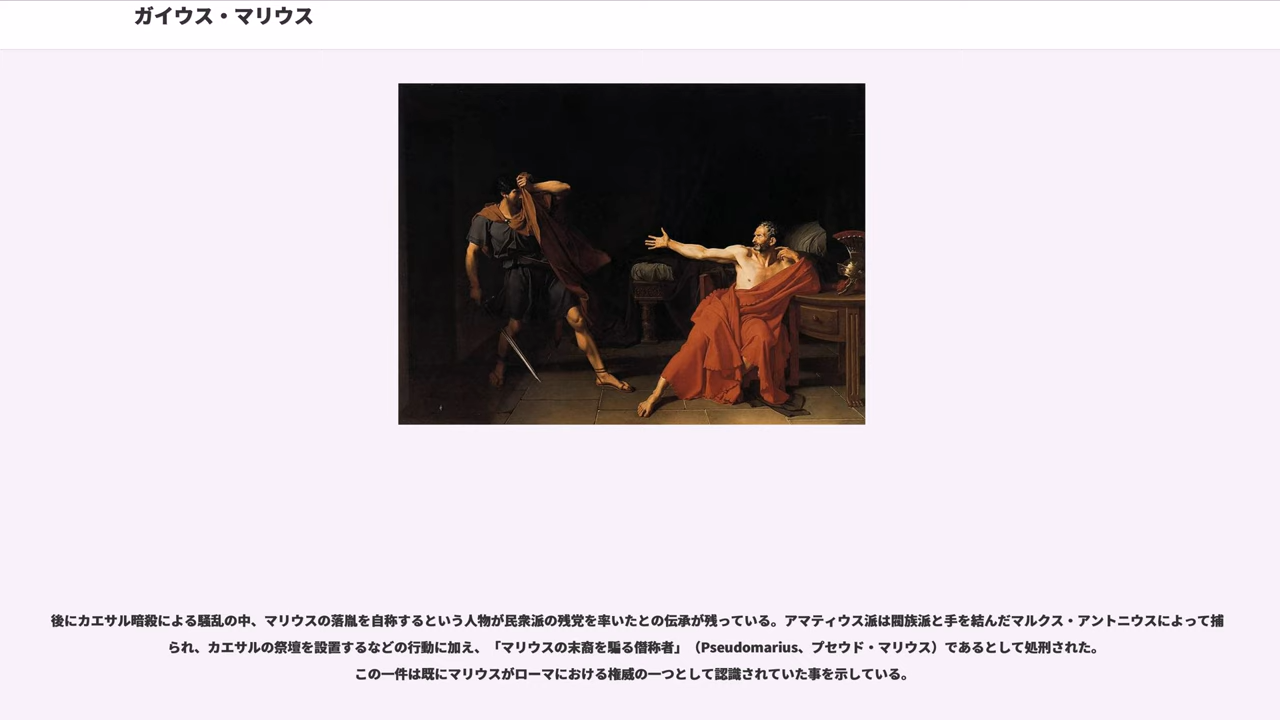 ガイウス・マリウス
後にカエサル暗殺による騒乱の中、マリウスの落胤を自称するという人物が民衆派の残党を率いたとの伝承が残っている。アマティウス派は閥族派と手を結んだマルクス・アントニウスによって捕
られ、カエサルの祭壇を設置するなどの行動に加え、「マリウスの末裔を騙る僭称者」（Pseudomarius、プセウド・マリウス）であるとして処刑された。
この一件は既にマリウスがローマにおける権威の一つとして認識されていた事を示している。